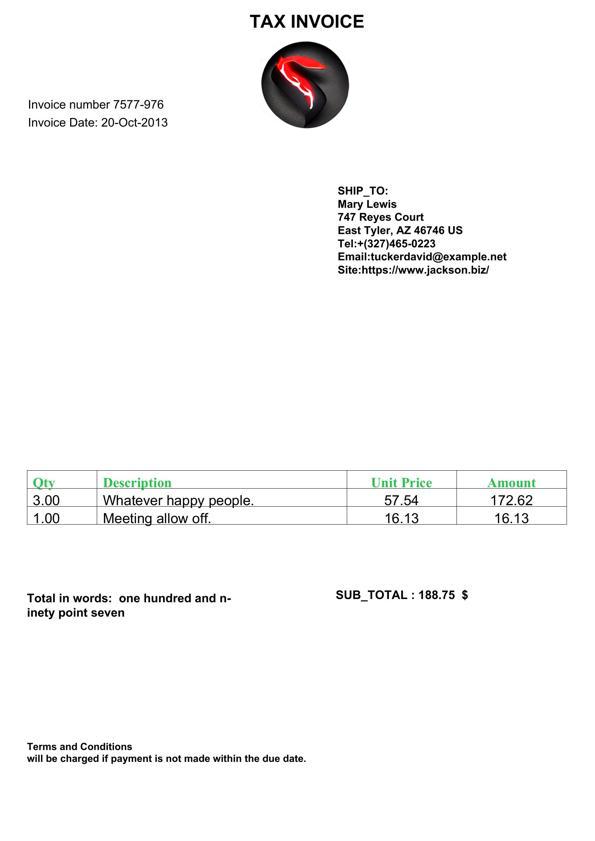 TAX INVOICE
Invoice number 7577-976
Invoice Date: 20-Oct-2013
SHIP_TO:
Mary Lewis
747 Reyes Court
East Tyler, AZ 46746 US
Tel:+(327)465-0223
Email:tuckerdavid@example.net
Site:https://www.jackson.biz/
Qty Description Unit Price Amount
3.00 Whatever happy people. 57.54 172.62
1.00 Meeting allow off. 16.13 16.13
Total in words:  one hundred and n-
inety point seven
SUB_TOTAL : 188.75  $
Terms and Conditions
will be charged if payment is not made within the due date.